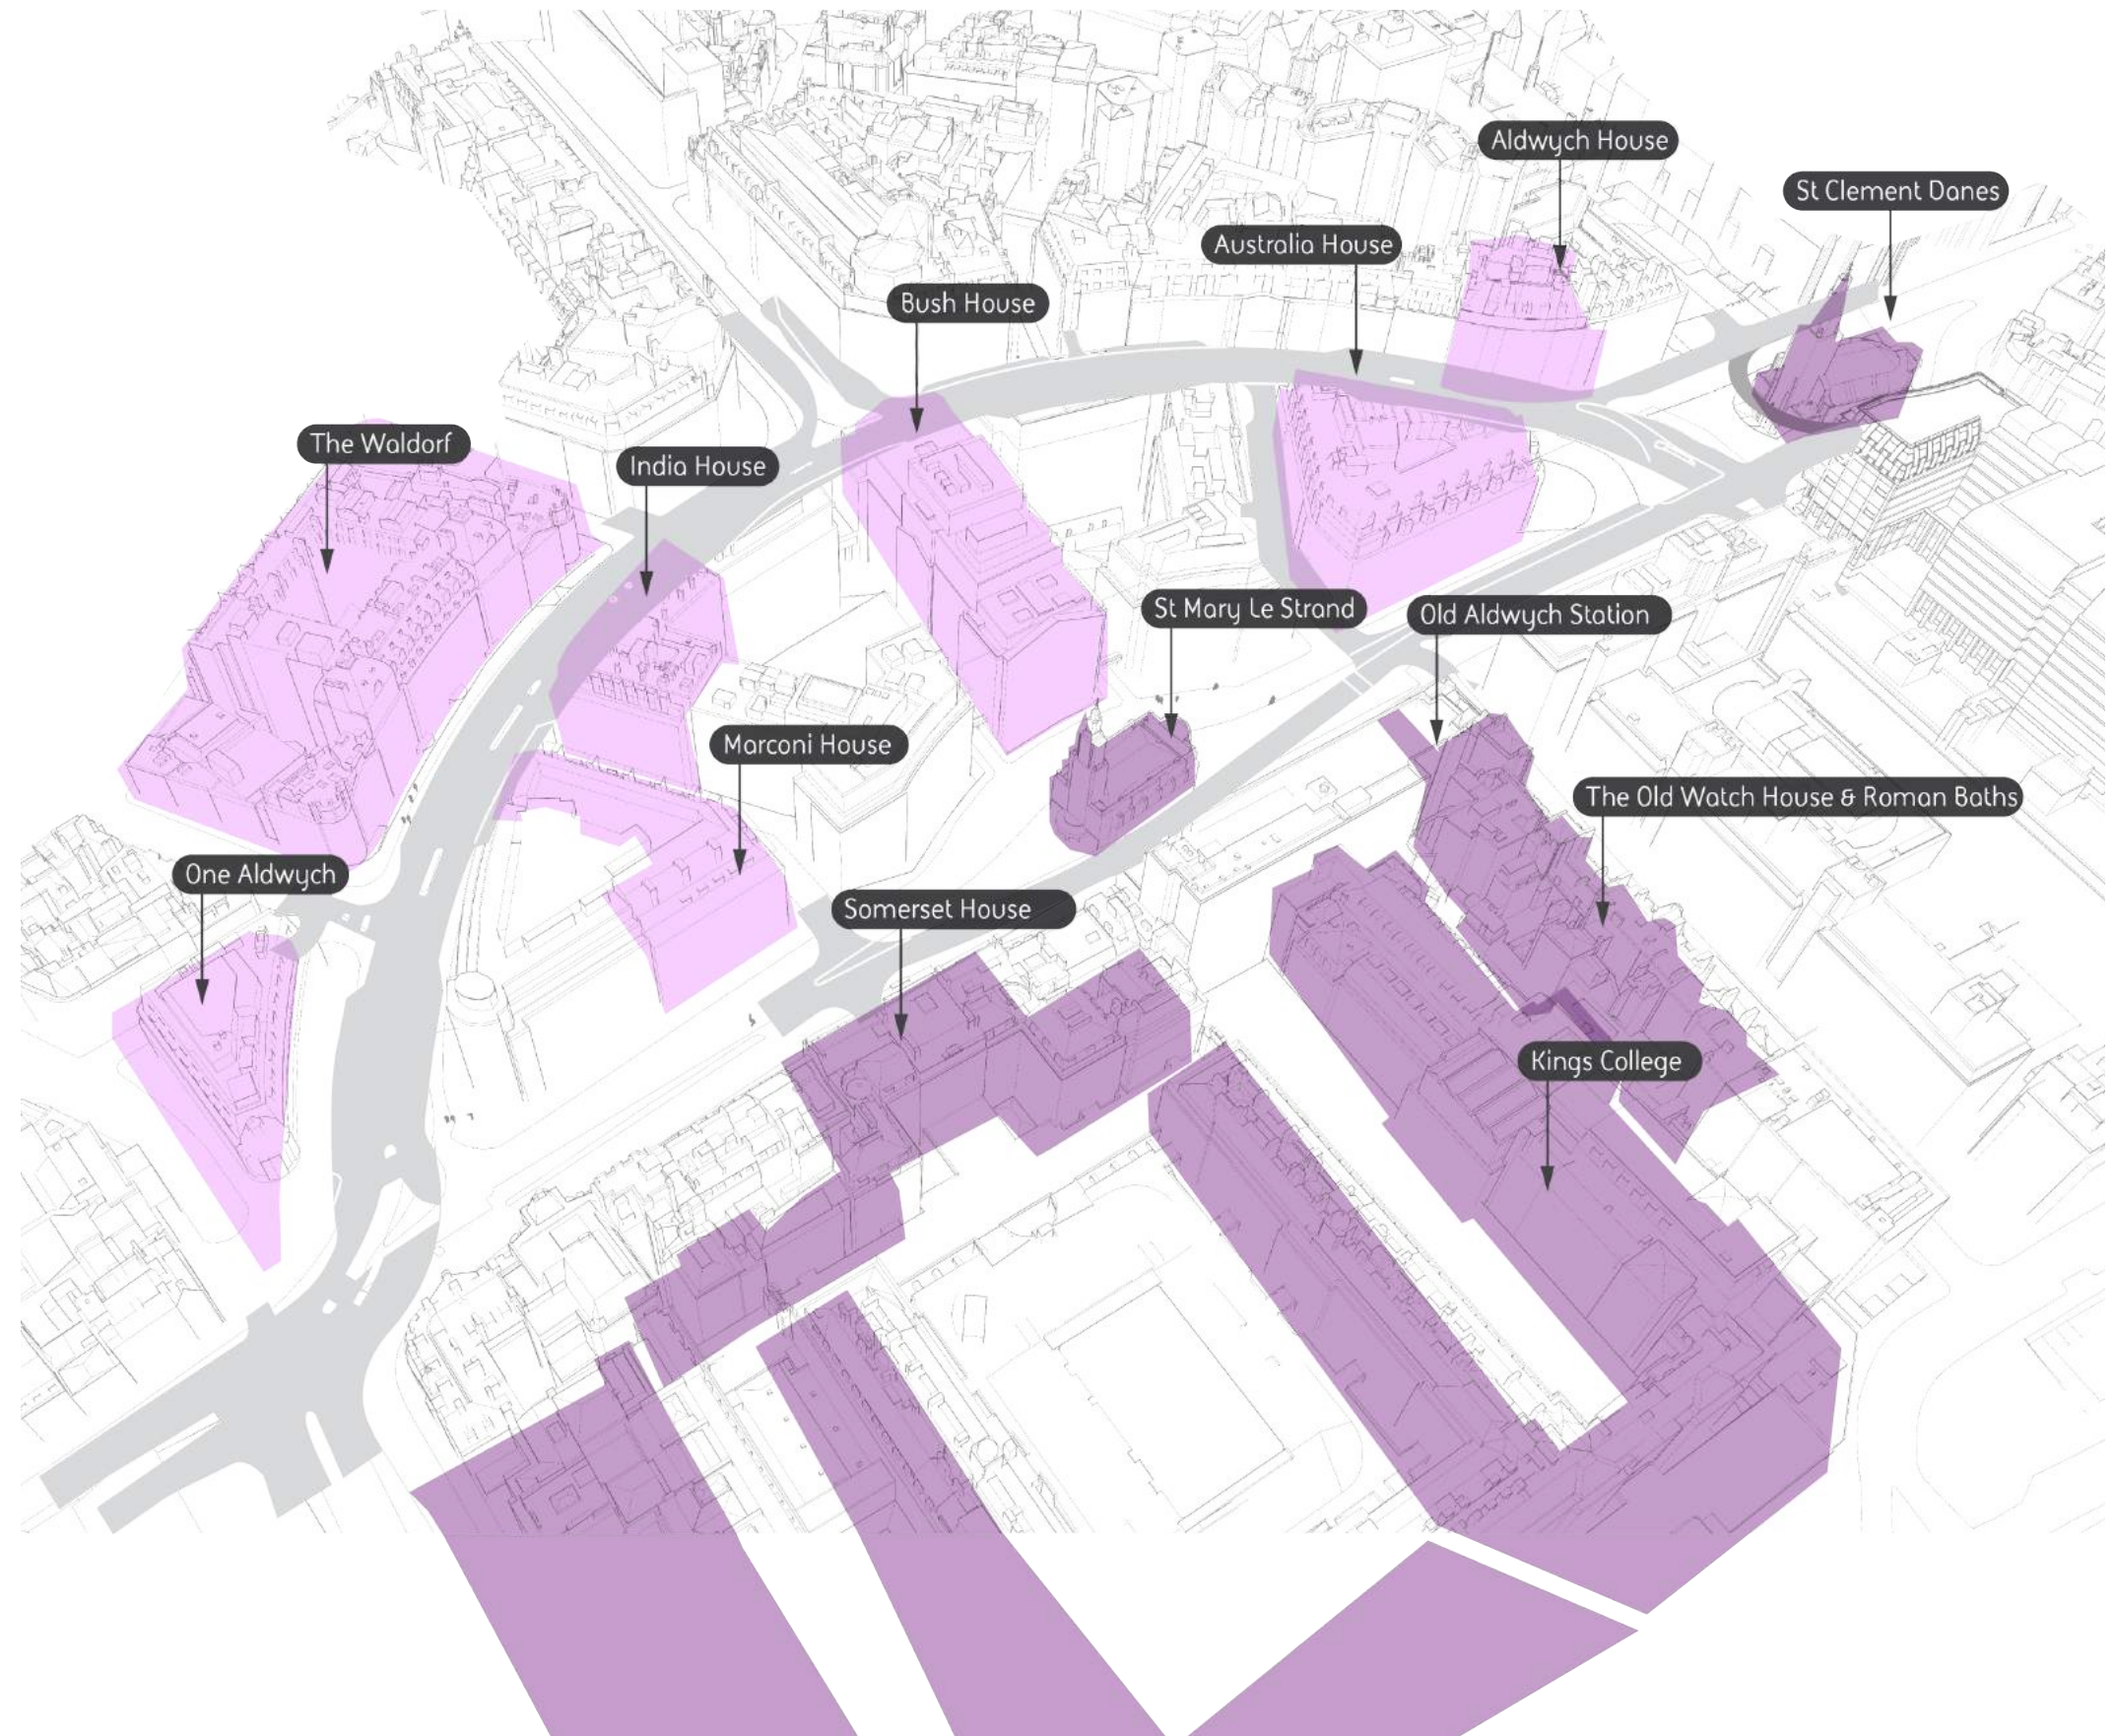 Aldwych House
St Clement Danes
Australia House
Bush House
The Waldorf
India House
St Mary Le Strand
Old Aldwych Station
Marconi House
The Old Watch House & Roman Baths
One Aldwych
Somerset House
Kings College